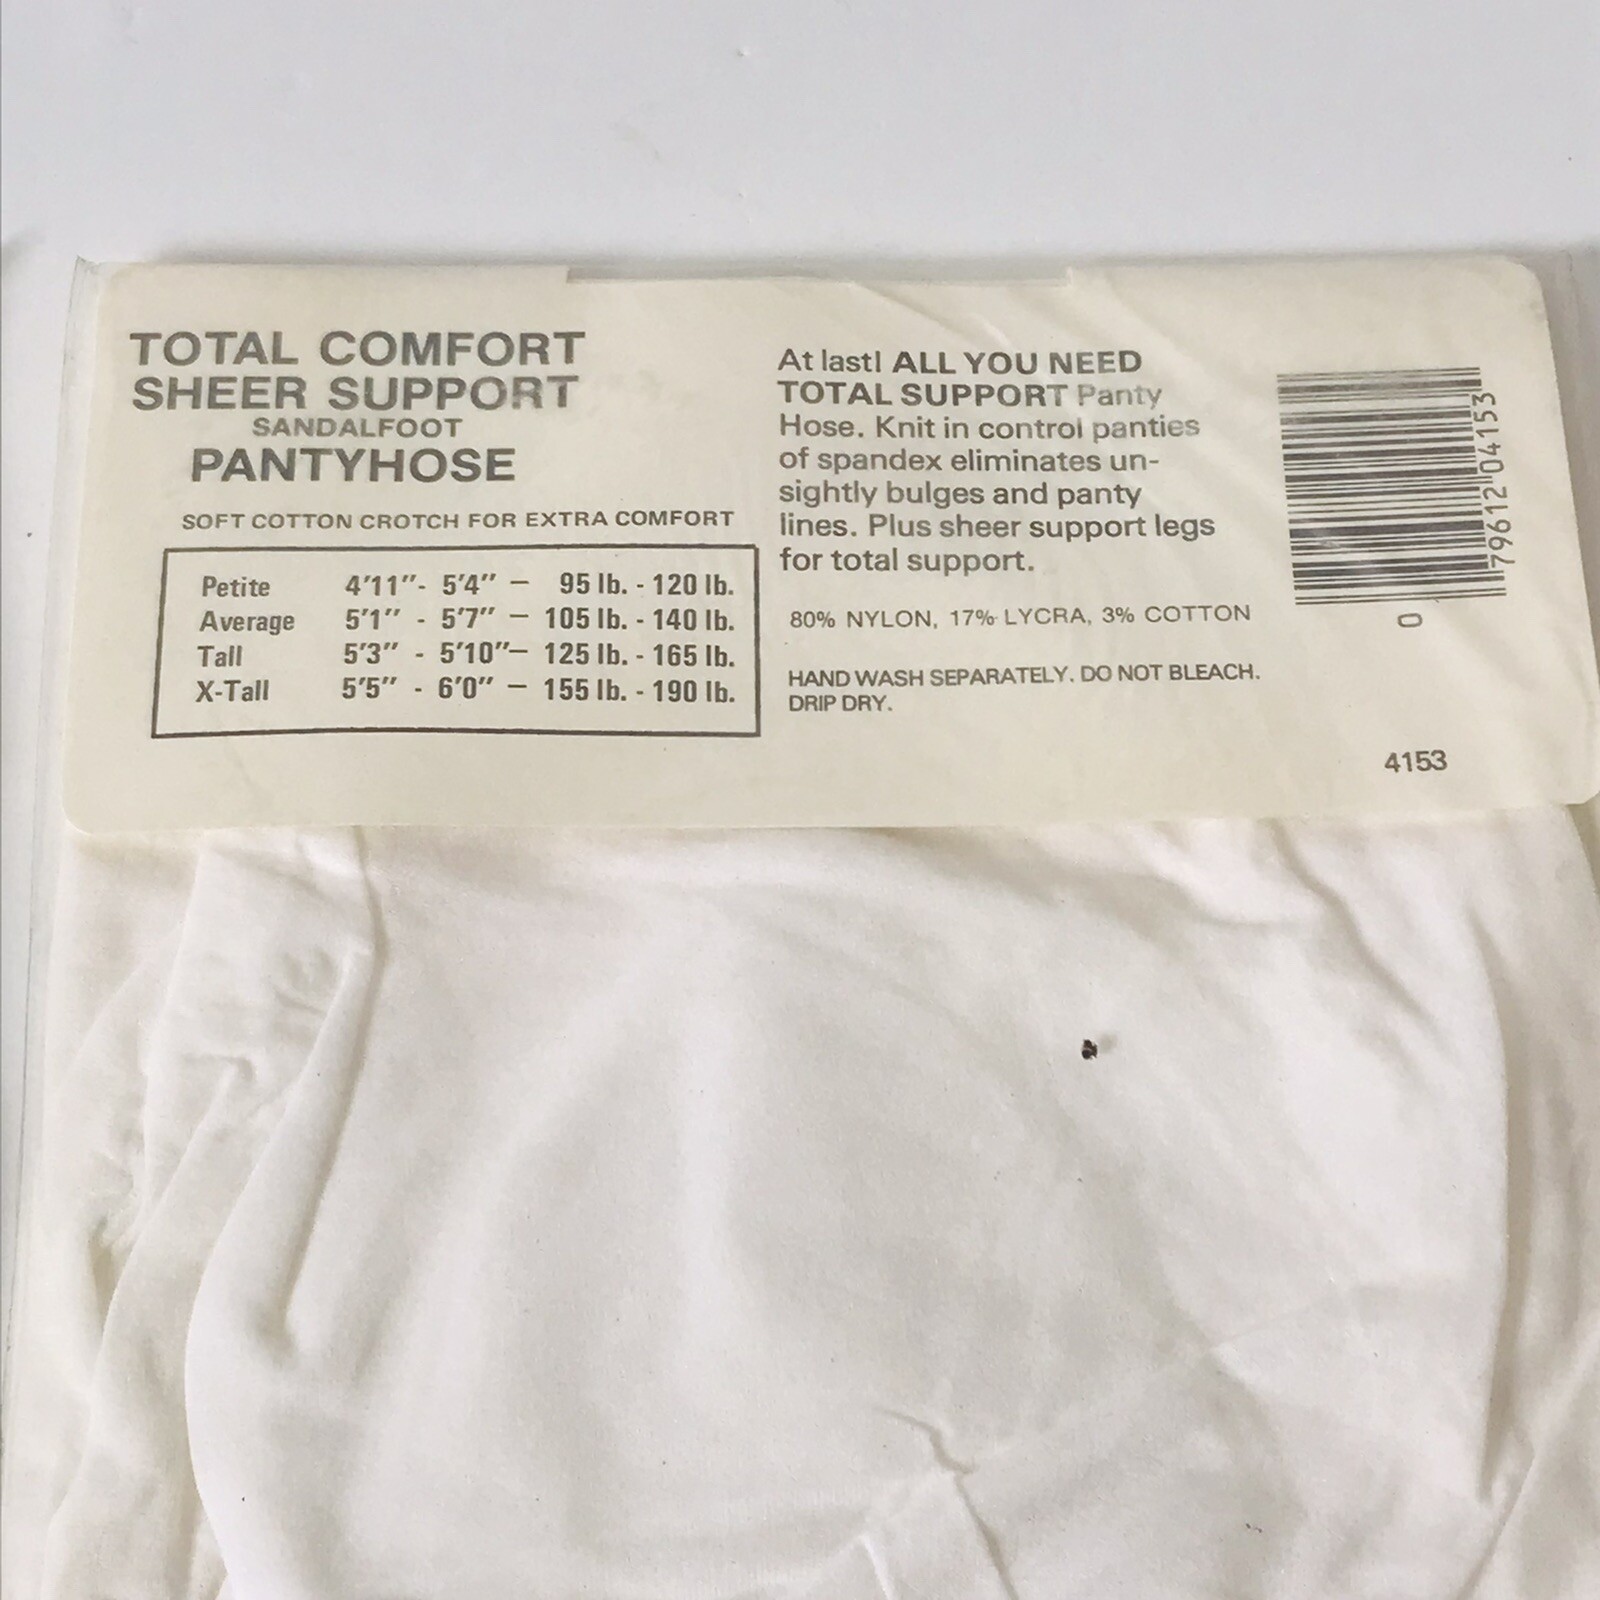 TOTAL COMFORT
SHEER SUPPORT
SANDALFOOT
PANTYHOSE
SOFT COTTON CROTCH FOR EXTRA COMFORT
Petite 4'11"- 5'4" – 95 lb. - 120 lb.
Average 5'1" - 5'7" – 105 lb. - 140 lb.
Tall 5'3" - 5'10"– 125 lb. - 165 lb.
X-Tall 5'5" - 6'0" – 155 lb. - 190 lb.
At last! ALL YOU NEED
TOTAL SUPPORT Panty
Hose. Knit in control panties
of spandex eliminates un-
sightly bulges and panty
lines. Plus sheer support legs
for total support.
80% NYLON, 17% LYCRA, 3% COTTON
HAND WASH SEPARATELY. DO NOT BLEACH.
DRIP DRY.
79612 04153
0
4153